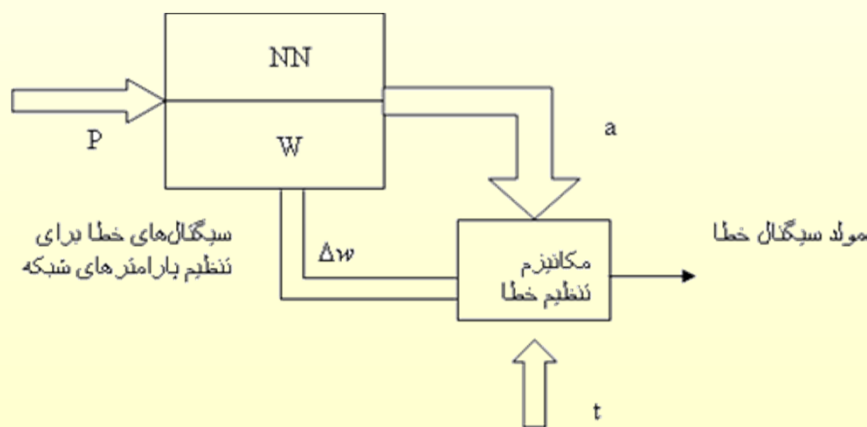 NN
P
W
a
سیگنال‌های خطا برای
تنظیم پارامترهای شبکه
Δw
مکانیزم
تنظیم خطا
مولد سیگنال خطا
t